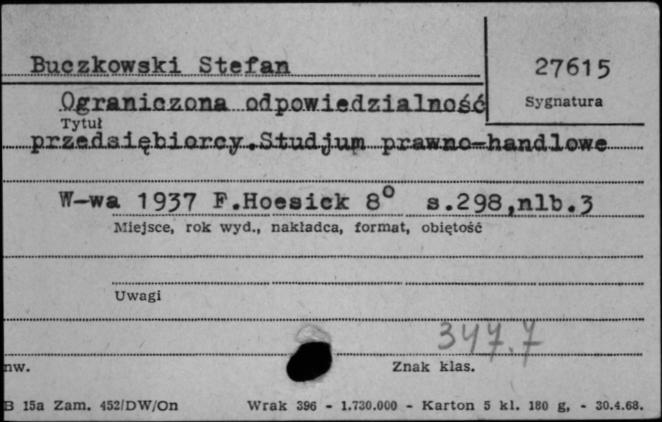 Buczkowski Stefan
27615
Ograniczona odpowiedzialność
Sygnatura
Tytuł
przedsiębiorcy.Studjum prawno-handlowe
W-wa 1937 F.Hoesick 8° s.298,nlb.3
Miejsce, rok wyd., nakładca, format, obiętość
Uwagi
347.7
nw.
Znak klas.
B 15a Zam. 452/DW/On Wrak 396 - 1.730.000 - Karton 5 kl. 180 g, - 30.4.68.